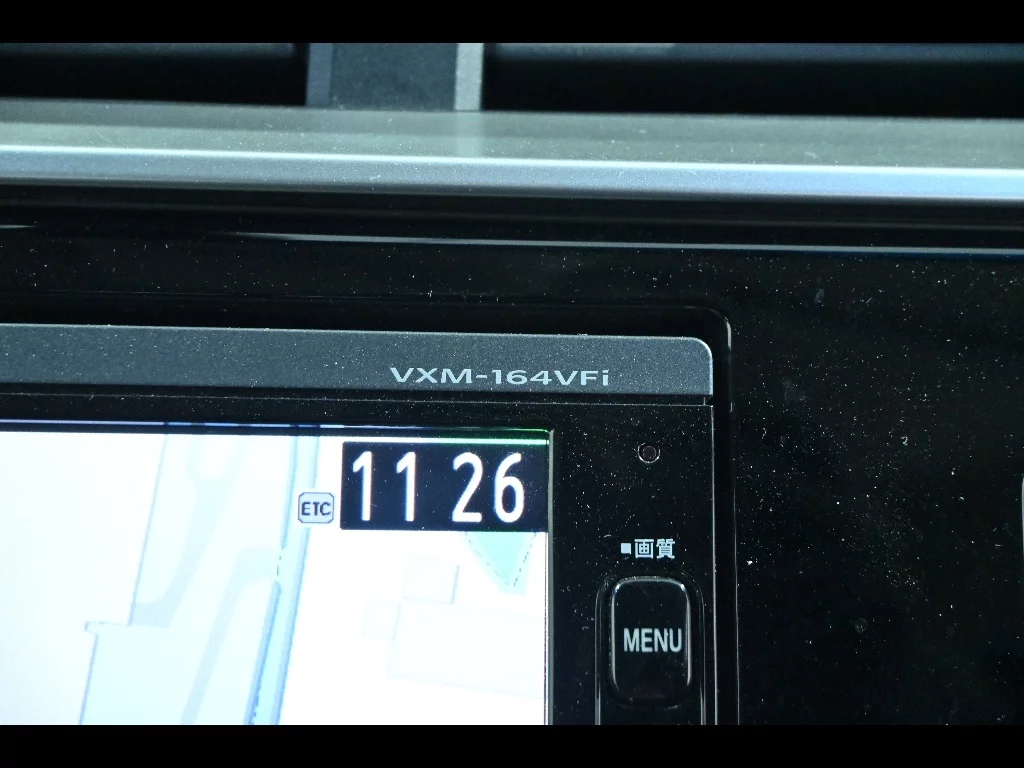 VXM-164VFi
11 26
ETC
■画質
MENU